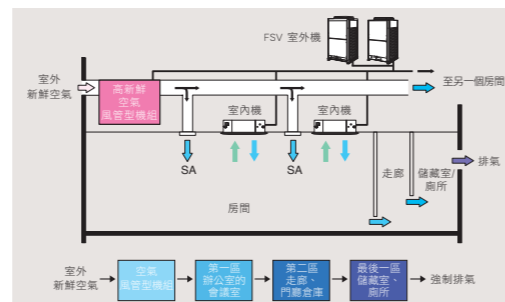 FSV 室外機
室外
新鮮空氣
高新鮮
空氣
風管型機組
至另一個房間
室內機
室內機
SA
SA
走廊
儲藏室/
廁所
排氣
房間
室外
新鮮空氣
空氣
風管型機組
第一區
辦公室的
會議室
第二區
走廊、
門廳倉庫
最後一區
儲藏室、
廁所
強制排氣